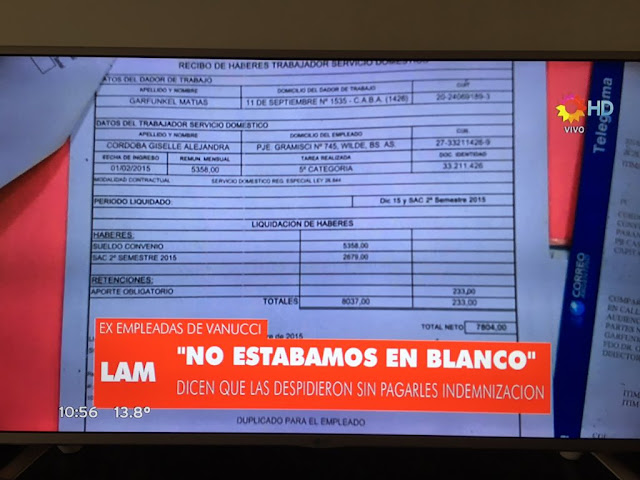 RECIBO DE HABERES TRABAJADOR SERVICIO DOMESTICO
DATOS DEL DADOR DE TRABAJO
APELLIDO Y NOMBRE DOMICILIO DEL DADOR DE TRABAJO CUIT
GARFUNKEL MATIAS 11 DE SEPTIEMBRE Nº 1535 - C.A.B.A. (1426) 20-24069189-3
DATOS DEL TRABAJADOR SERVICIO DOMESTICO
APELLIDO Y NOMBRE DOMICILIO DEL EMPLEADO CUIL
CORDOBA GISELLE ALEJANDRA PJE. GRAMISCI Nº 745, WILDE, BS. AS. 27-33211426-9
FECHA DE INGRESO REMUN. MENSUAL TAREA REALIZADA DOC. IDENTIDAD
01/02/2015 5358,00 5º CATEGORIA 33.211.426
MODALIDAD CONTRACTUAL SERVICIO DOMESTICO REG. ESPECIAL LEY 26.844
PERIODO LIQUIDADO: Dic 15 y SAC 2º Semestre 2015
LIQUIDACION DE HABERES
HABERES:
SUELDO CONVENIO 5358,00
SAC 2º SEMESTRE 2015 2679,00
RETENCIONES:
APORTE OBLIGATORIO 233,00
TOTALES 8037,00 233,00
TOTAL NETO: 7804,00
de 2015
HD
VIVO
Telegrama
CORREO
EX EMPLEADAS DE VANUCCI
LAM "NO ESTABAMOS EN BLANCO"
DICEN QUE LAS DESPIDIERON SIN PAGARLES INDEMNIZACION
10:56 13.8º
DUPLICADO PARA EL EMPLEADO